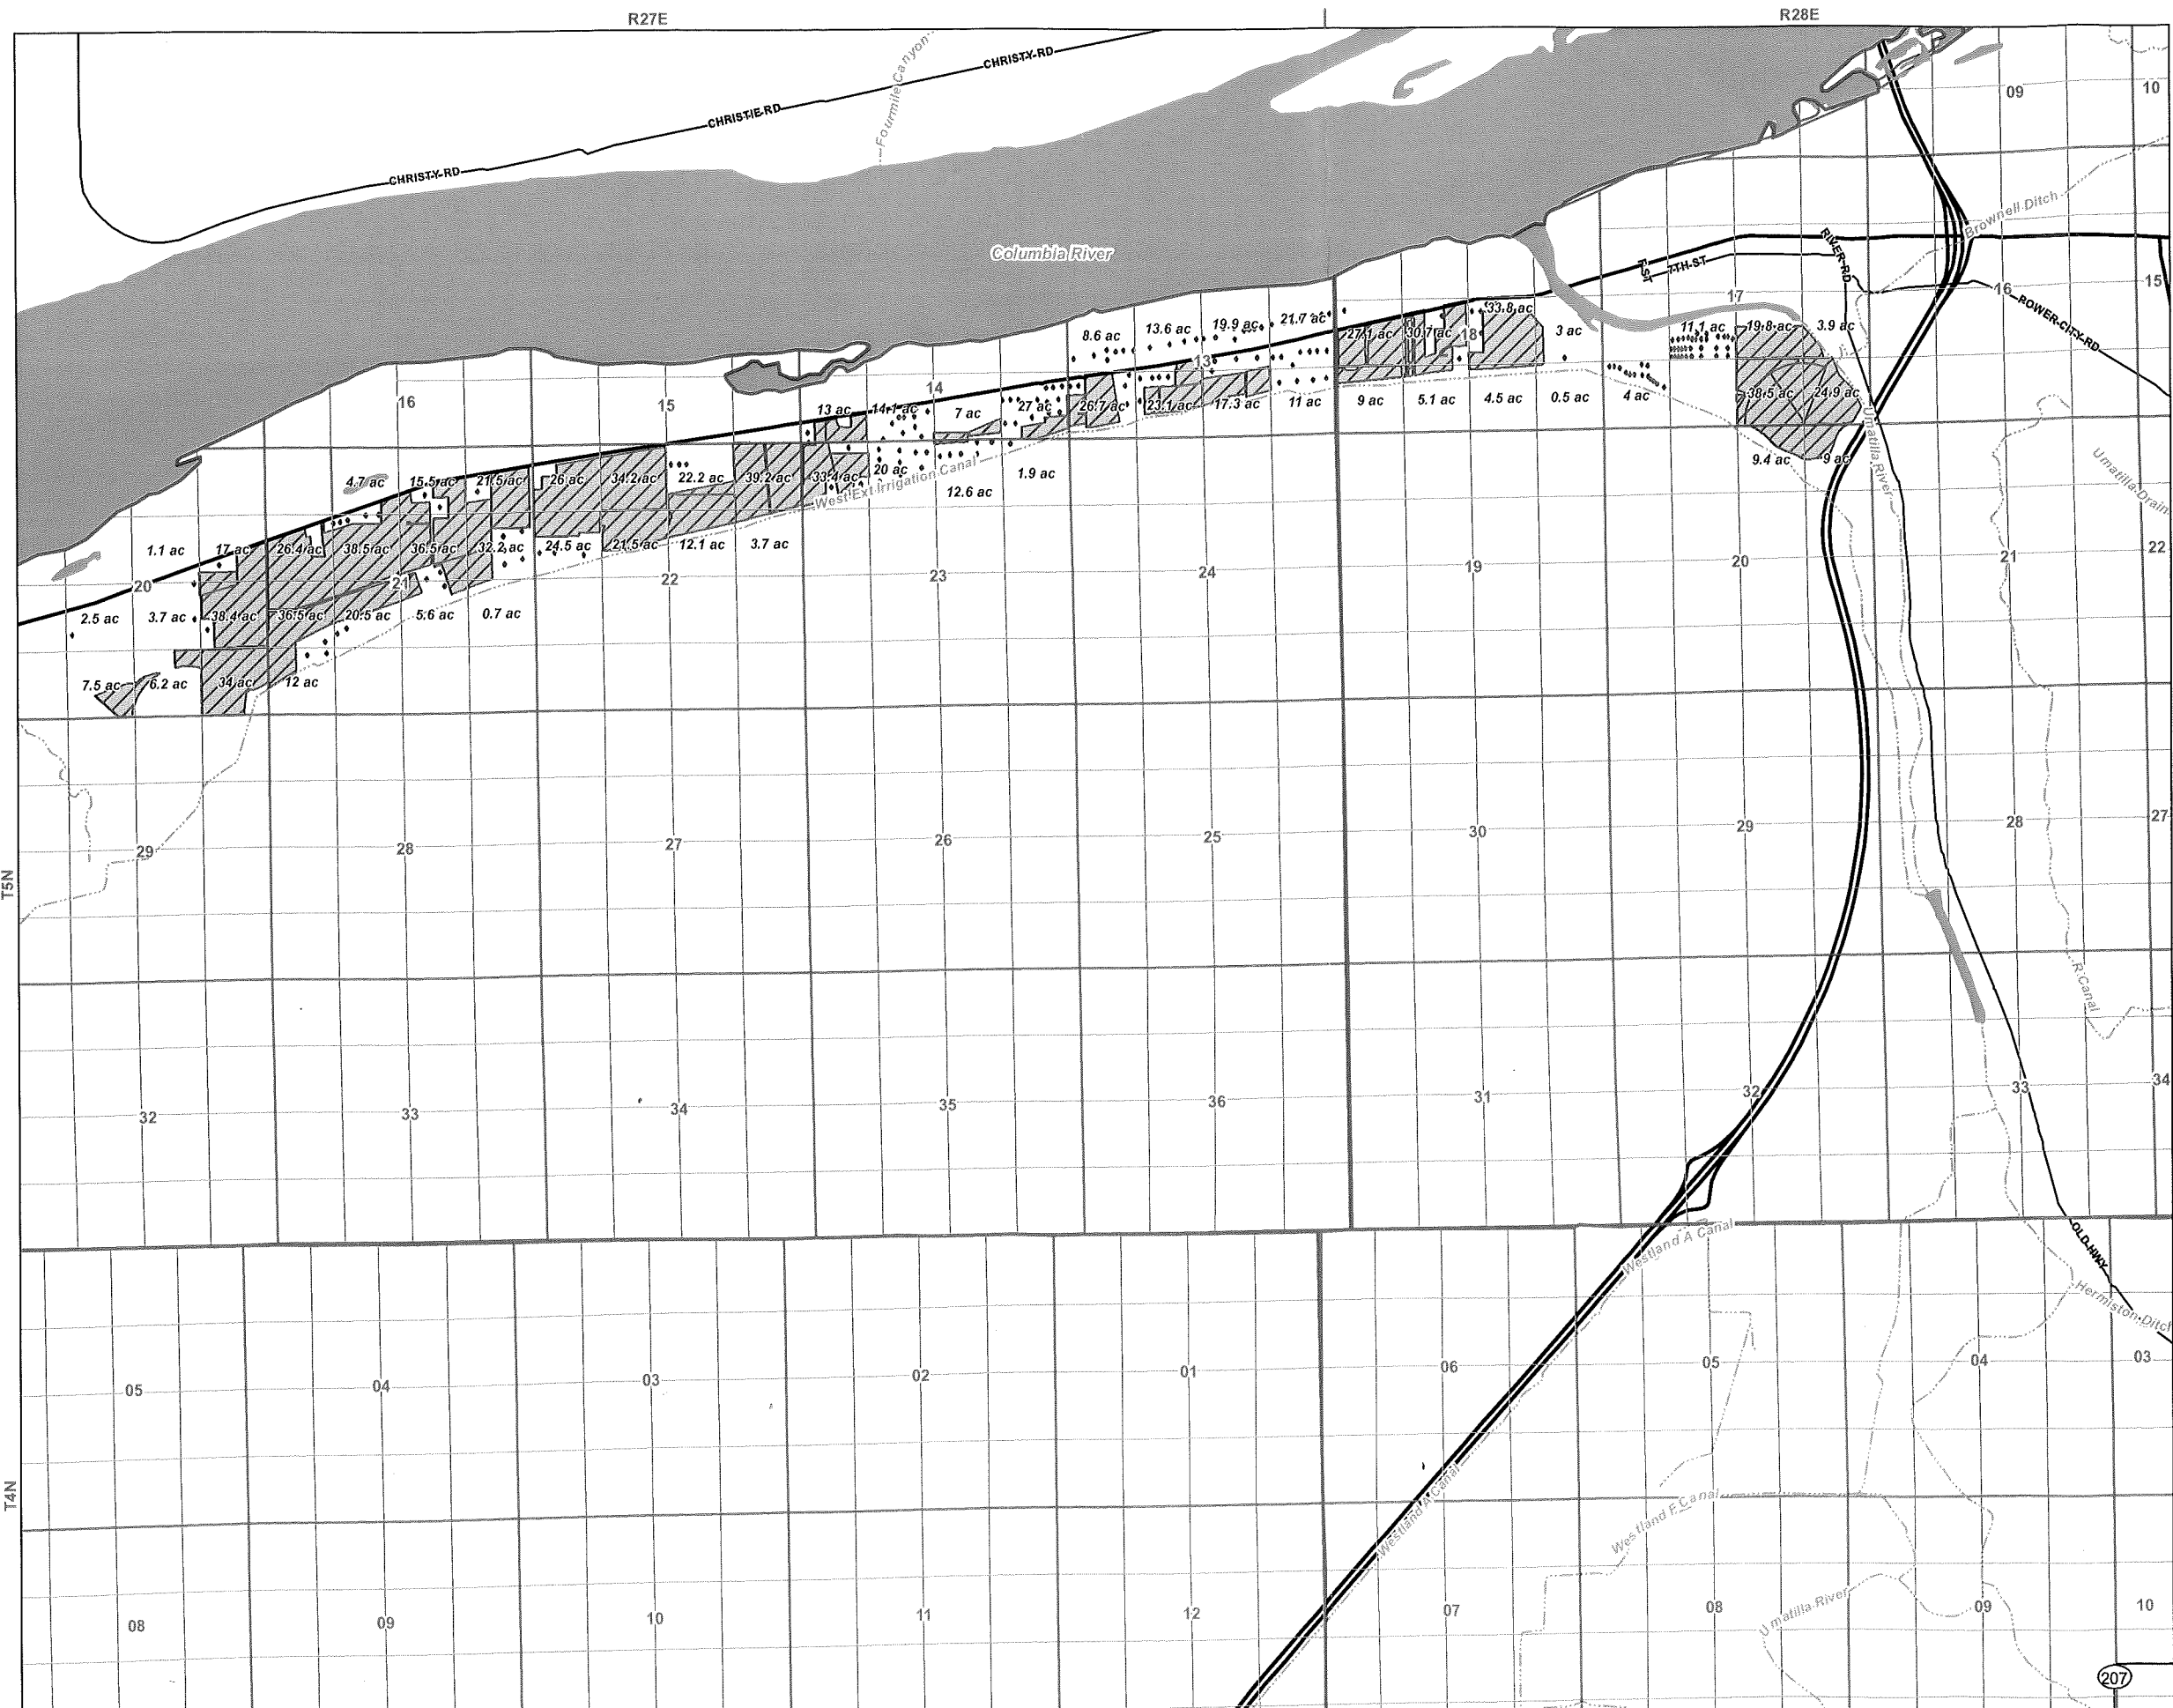 R27E
R28E
Fourmile Canyon
CHRISTY RD
CHRISTIE RD
CHRISTY RD
09
10
Brownell Ditch
Columbia River
RIVER RD
F ST
7TH ST
17
16
15
POWER CITY RD
8.6 ac
13.6 ac
19.9 ac
21.7 ac
27.1 ac
30.7 ac
18
33.8 ac
3 ac
11.1 ac
19.8 ac
3.9 ac
13
14
16
15
13 ac
14.1 ac
7 ac
27 ac
26.7 ac
23.1 ac
17.3 ac
11 ac
9 ac
5.1 ac
4.5 ac
0.5 ac
4 ac
38.5 ac
24.9 ac
Umatilla River
9.4 ac
9 ac
Umatilla Drain
4.7 ac
15.5 ac
21.5 ac
26 ac
34.2 ac
22.2 ac
39.2 ac
33.4 ac
20 ac
West Ext Irrigation Canal
12.6 ac
1.9 ac
1.1 ac
17 ac
26.4 ac
38.5 ac
36.5 ac
32.2 ac
24.5 ac
21.5 ac
12.1 ac
3.7 ac
20
21
22
23
24
19
20
21
22
2.5 ac
3.7 ac
38.4 ac
36.5 ac
20.5 ac
5.6 ac
0.7 ac
7.5 ac
6.2 ac
34 ac
12 ac
T5N
29
28
27
26
25
30
29
28
27
R Canal
32
33
34
35
36
31
32
33
34
Westland A Canal
OLD HWY
Hermiston Ditch
05
04
03
02
01
06
05
04
03
T4N
Westland A Canal
Westland F Canal
Umatilla River
08
09
10
11
12
07
08
09
10
207